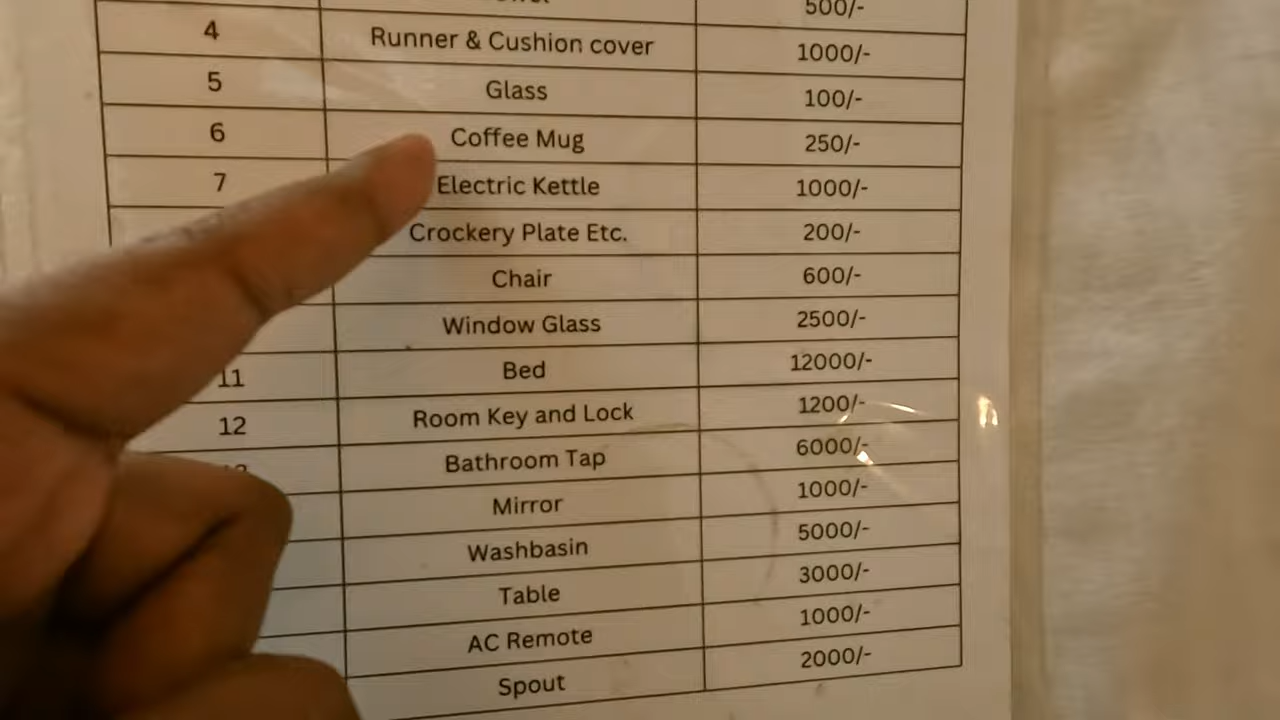 500/-
4 Runner & Cushion cover 1000/-
5 Glass 100/-
6 Coffee Mug 250/-
7 Electric Kettle 1000/-
Crockery Plate Etc. 200/-
Chair 600/-
Window Glass 2500/-
11 Bed 12000/-
12 Room Key and Lock 1200/-
Bathroom Tap 6000/-
Mirror 1000/-
Washbasin 5000/-
Table 3000/-
AC Remote 1000/-
Spout 2000/-